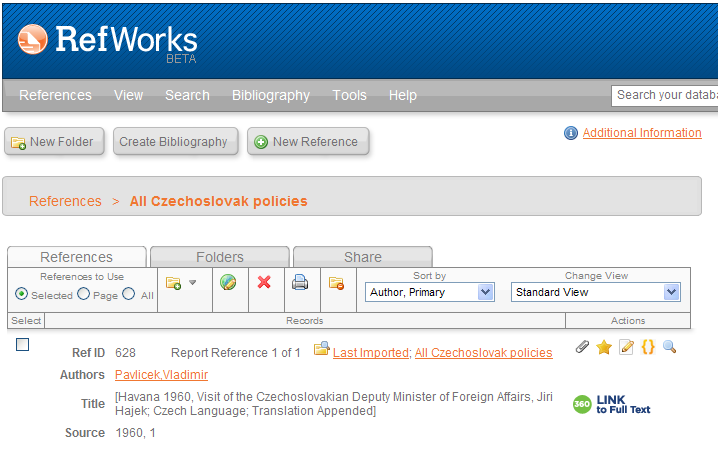 RefWorks
BETA
References View Search Bibliography Tools Help
Search your databa
New Folder Create Bibliography New Reference
Additional Information
References > All Czechoslovak policies
References Folders Share
References to Use
Selected Page All
Sort by
Author, Primary
Change View
Standard View
Select Records Actions
Ref ID 628 Report Reference 1 of 1 Last Imported; All Czechoslovak policies
Authors Pavlicek,Vladimir
Title [Havana 1960, Visit of the Czechoslovakian Deputy Minister of Foreign Affairs, Jiri
Hajek; Czech Language; Translation Appended]
360 LINK
to Full Text
Source 1960, 1